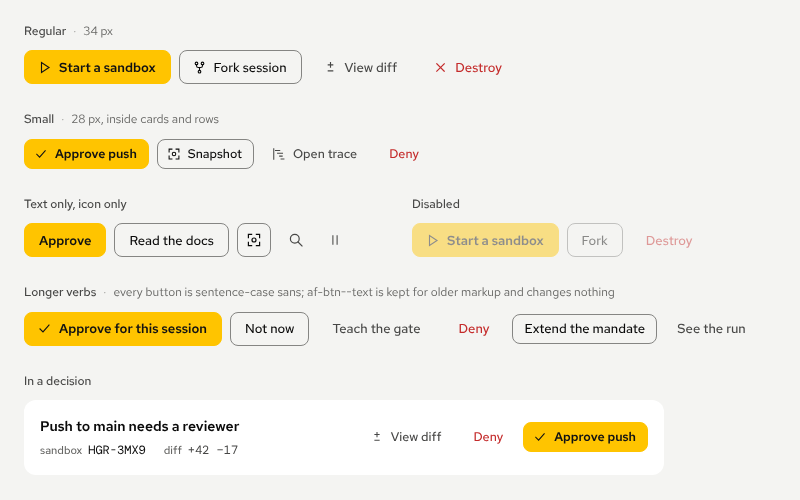 Regular · 34 px
Start a sandbox Fork session View diff Destroy
Small · 28 px, inside cards and rows
Approve push Snapshot Open trace Deny
Text only, icon only
Approve Read the docs
Disabled
Start a sandbox Fork Destroy
Longer verbs · every button is sentence-case sans; af-btn--text is kept for older markup and changes nothing
Approve for this session Not now Teach the gate Deny Extend the mandate See the run
In a decision
Push to main needs a reviewer
sandbox HGR-3MX9 diff +42 −17
View diff Deny Approve push